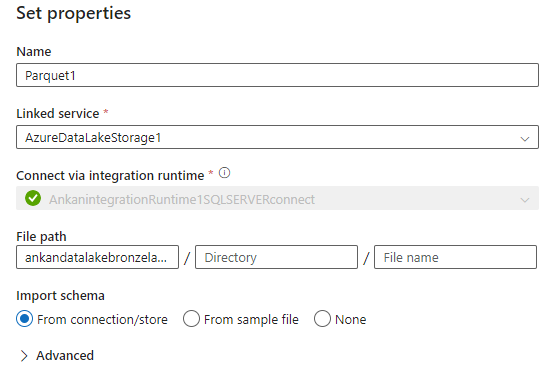 Set properties
Name
Parquet1
Linked service *
AzureDataLakeStorage1
Connect via integration runtime * ⓘ
AnkanintegrationRuntime1SQLSERVERconnect
File path
ankandatalakebronzela... / Directory / File name
Import schema
From connection/store From sample file None
Advanced